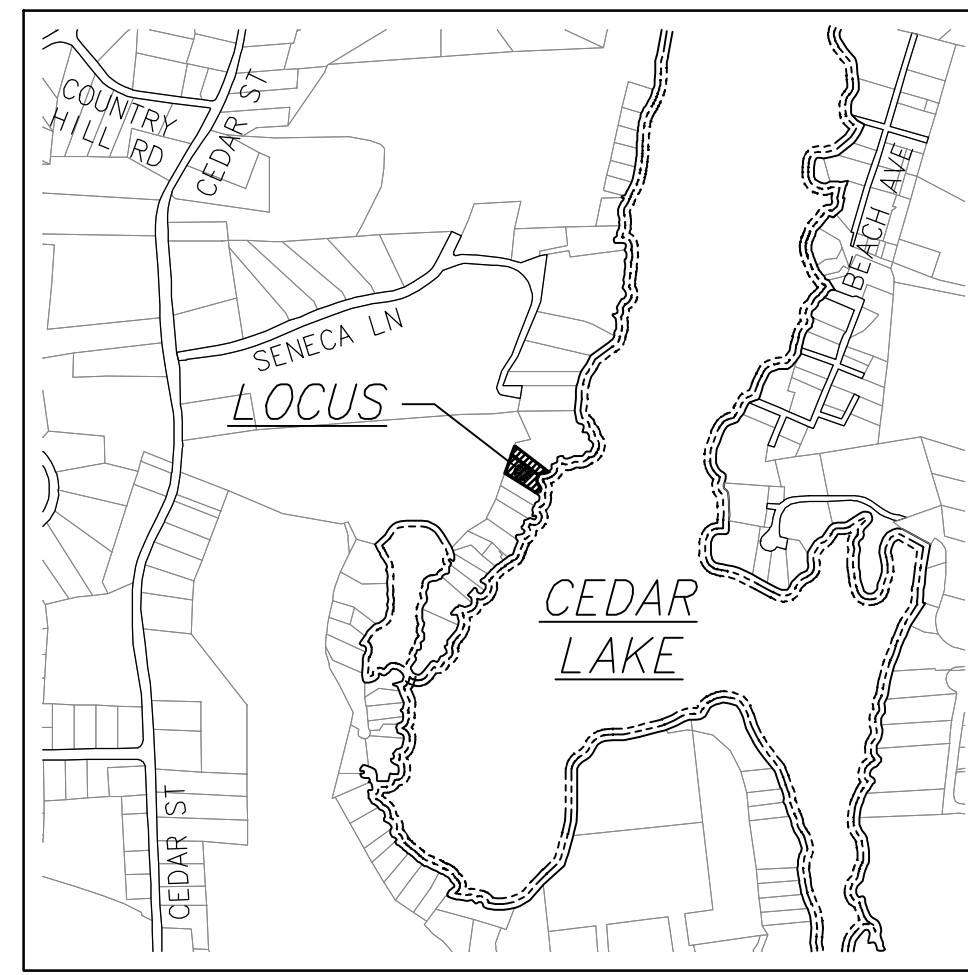 COUNTRY
HILL RD
CEDAR ST
BEACH AVE
SENECA LN
LOCUS
CEDAR
LAKE
CEDAR ST